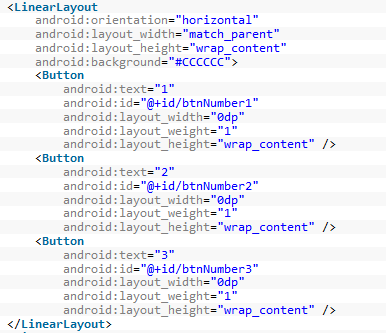 <LinearLayout
android:orientation="horizontal"
android:layout_width="match_parent"
android:layout_height="wrap_content"
android:background="#CCCCCC">
<Button
android:text="1"
android:id="@+id/btnNumber1"
android:layout_width="0dp"
android:layout_weight="1"
android:layout_height="wrap_content" />
<Button
android:text="2"
android:id="@+id/btnNumber2"
android:layout_width="0dp"
android:layout_weight="1"
android:layout_height="wrap_content" />
<Button
android:text="3"
android:id="@+id/btnNumber3"
android:layout_width="0dp"
android:layout_weight="1"
android:layout_height="wrap_content" />
</LinearLayout>